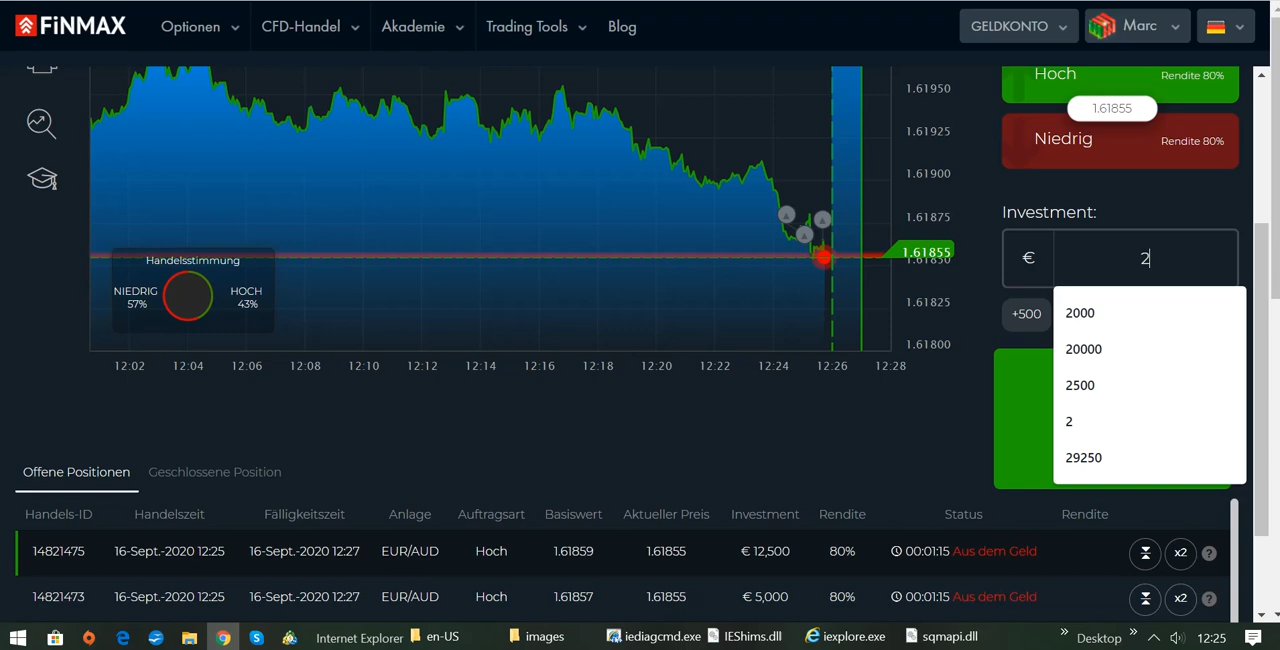 FiNMAX Optionen CFD-Handel Akademie Trading Tools Blog GELDKONTO Marc
Hoch Rendite 80%
1.61855
Niedrig Rendite 80%
1.61950
1.61925
1.61900
1.61875
1.61855
1.61850
1.61825
1.61800
Handelsstimmung
NIEDRIG HOCH
57% 43%
12:02 12:04 12:06 12:08 12:10 12:12 12:14 12:16 12:18 12:20 12:22 12:24 12:26 12:28
Investment:
€ 2
+500
2000
20000
2500
2
29250
Offene Positionen Geschlossene Position
Handels-ID Handelszeit Fälligkeitszeit Anlage Auftragsart Basiswert Aktueller Preis Investment Rendite Status Rendite
14821475 16-Sept.-2020 12:25 16-Sept.-2020 12:27 EUR/AUD Hoch 1.61859 1.61855 € 12,500 80% 00:01:15 Aus dem Geld x2 ?
14821473 16-Sept.-2020 12:25 16-Sept.-2020 12:27 EUR/AUD Hoch 1.61857 1.61855 € 5,000 80% 00:01:15 Aus dem Geld x2 ?
Internet Explorer en-US images iediagcmd.exe IEShims.dll iexplore.exe sqmapi.dll Desktop 12:25